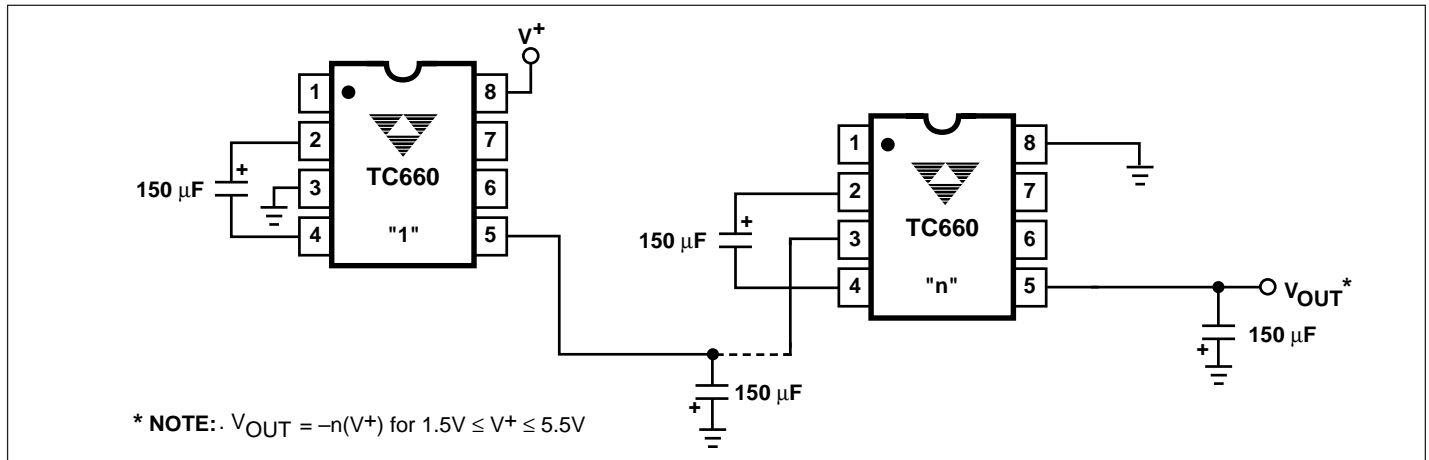 V+
1
8
2
7
TC660
3
6
4
"1"
5
+
150 µF
1
8
2
7
TC660
3
6
4
"n"
5
+
150 µF
VOUT*
+
150 µF
+
150 µF
* NOTE: . VOUT = –n(V+) for 1.5V ≤ V+ ≤ 5.5V